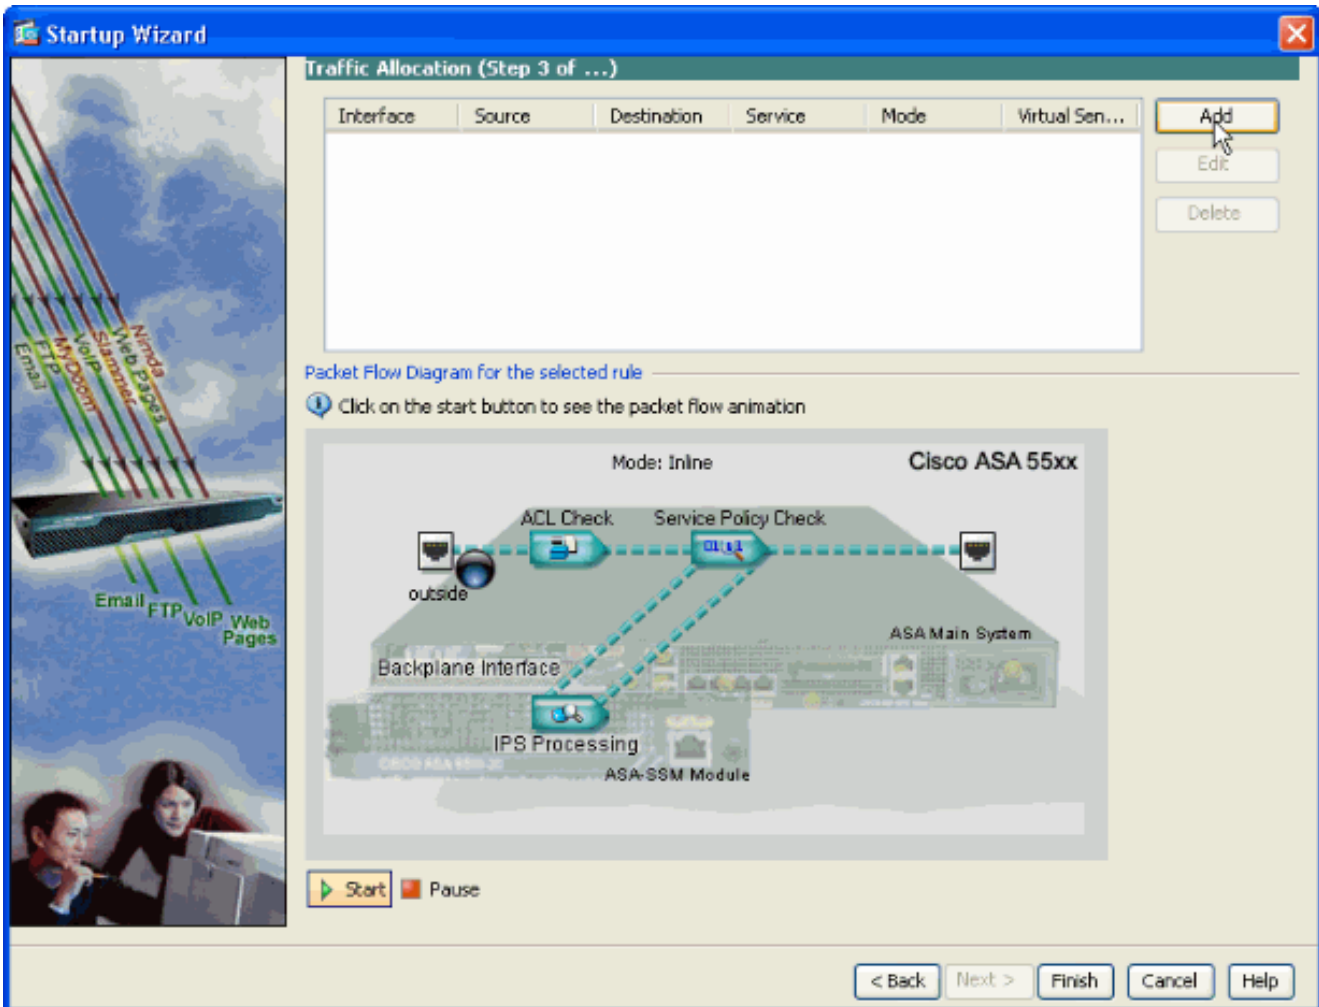 Startup Wizard
Traffic Allocation (Step 3 of ...)
Interface Source Destination Service Mode Virtual Sen...
Add
Edit
Delete
Nimda
Web Pages
Slammer
VoIP
MyDoom
FTP
Email
Email FTP VoIP Web Pages
Packet Flow Diagram for the selected rule
Click on the start button to see the packet flow animation
Mode: Inline
Cisco ASA 55xx
ACL Check
Service Policy Check
outside
ASA Main System
Backplane Interface
IPS Processing
ASA-SSM Module
Start
Pause
< Back
Next >
Finish
Cancel
Help